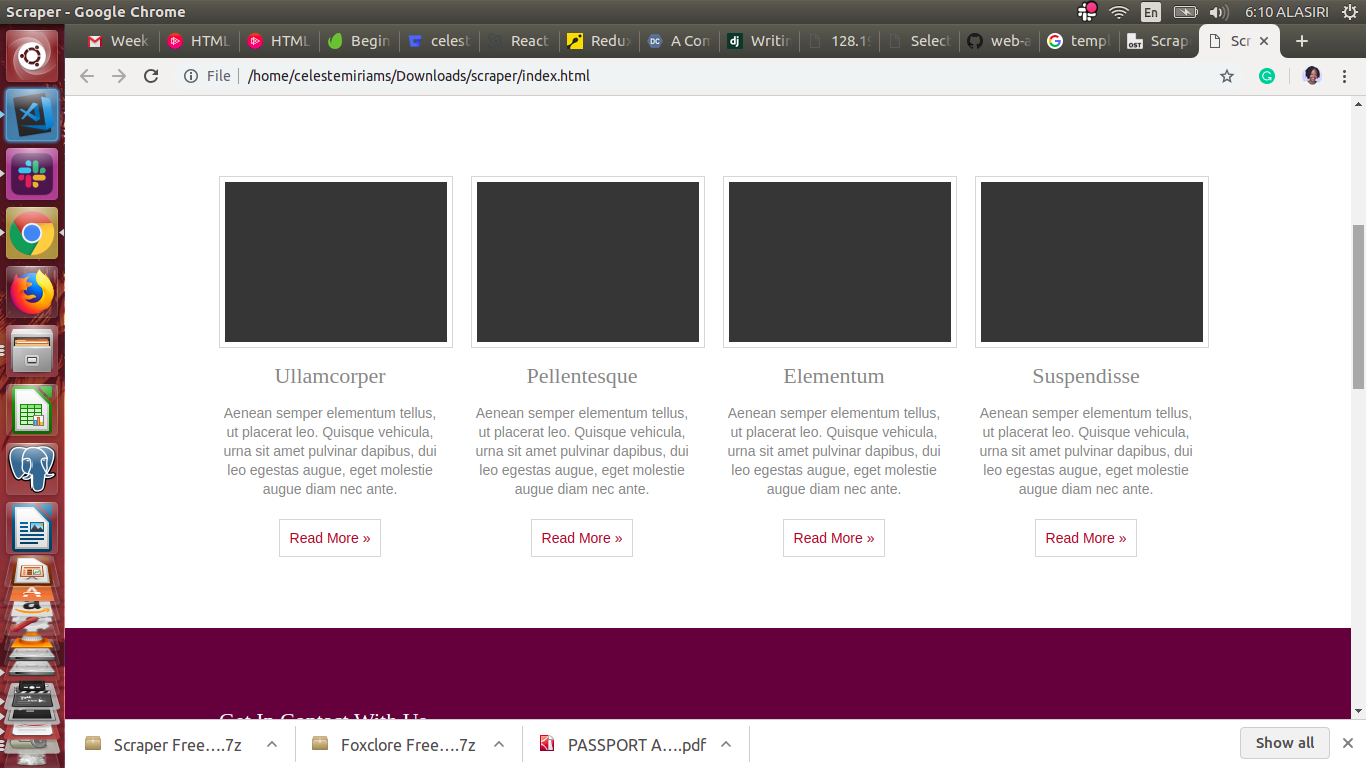 Scraper - Google Chrome
En
6:10 ALASIRI
Week
HTML
HTML
Begin
celest
React
Redux
DC
A Com
dj
Writin
128.19
Select
web-a
templ
OST
Scrap
Scr
File
/home/celestemiriams/Downloads/scraper/index.html
Ullamcorper
Aenean semper elementum tellus,
ut placerat leo. Quisque vehicula,
urna sit amet pulvinar dapibus, dui
leo egestas augue, eget molestie
augue diam nec ante.
Read More »
Pellentesque
Aenean semper elementum tellus,
ut placerat leo. Quisque vehicula,
urna sit amet pulvinar dapibus, dui
leo egestas augue, eget molestie
augue diam nec ante.
Read More »
Elementum
Aenean semper elementum tellus,
ut placerat leo. Quisque vehicula,
urna sit amet pulvinar dapibus, dui
leo egestas augue, eget molestie
augue diam nec ante.
Read More »
Suspendisse
Aenean semper elementum tellus,
ut placerat leo. Quisque vehicula,
urna sit amet pulvinar dapibus, dui
leo egestas augue, eget molestie
augue diam nec ante.
Read More »
Get In Contact With Us
Scraper Free....7z
Foxclore Free....7z
PASSPORT A....pdf
Show all